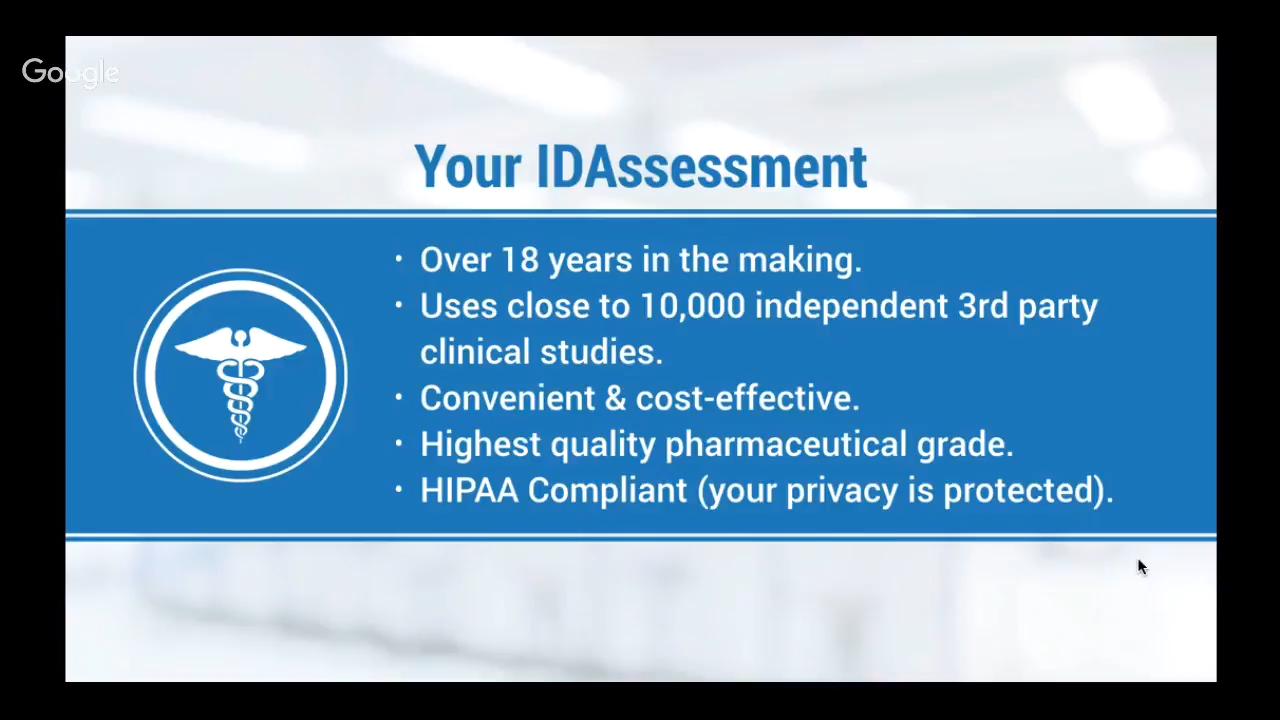 Google
Your IDAssessment
• Over 18 years in the making.
• Uses close to 10,000 independent 3rd party
clinical studies.
• Convenient & cost-effective.
• Highest quality pharmaceutical grade.
• HIPAA Compliant (your privacy is protected).